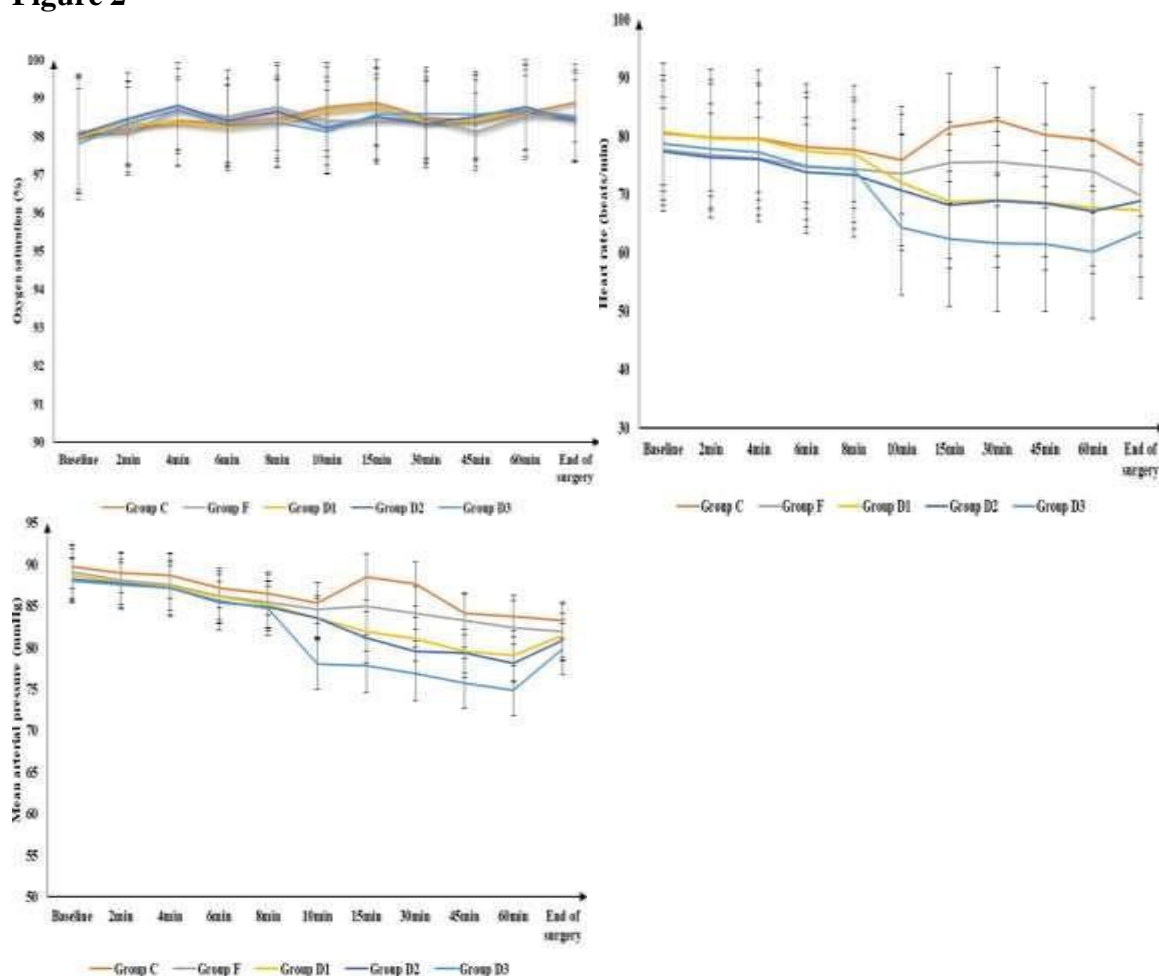 Figure 2
100
99
98
97
96
95
94
93
92
91
90
Oxygen saturation (%)
Baseline 2min 4min 6min 8min 10min 15min 30min 45min 60min End of
surgery
Group C Group F Group D1 Group D2 Group D3
100
90
80
70
60
50
40
30
Heart rate (beats/min)
Baseline 2min 4min 6min 8min 10min 15min 30min 45min 60min End of
surgery
Group C Group F Group D1 Group D2 Group D3
95
90
85
80
75
70
65
60
55
50
Mean arterial pressure (mmHg)
Baseline 2min 4min 6min 8min 10min 15min 30min 45min 60min End of
surgery
Group C Group F Group D1 Group D2 Group D3